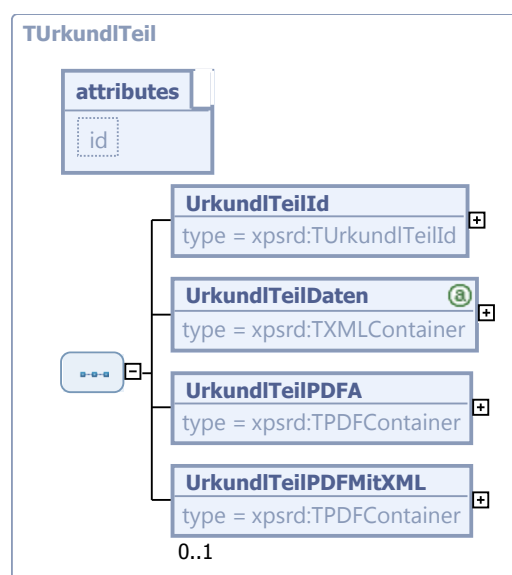 TUrkundlTeil
attributes
id
UrkundlTeilId
type = xpsrd:TUrkundlTeilId
UrkundlTeilDaten
a
type = xpsrd:TXMLContainer
UrkundlTeilPDFA
type = xpsrd:TPDFContainer
UrkundlTeilPDFMitXML
type = xpsrd:TPDFContainer
0..1